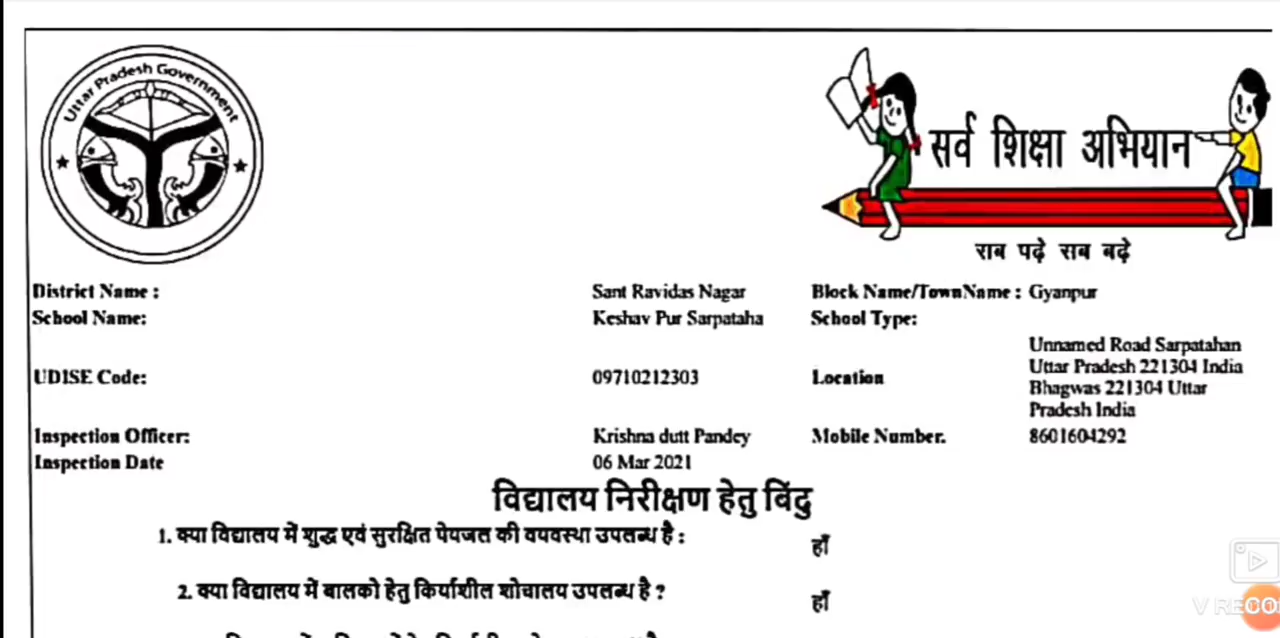 Uttar Pradesh Government
सर्व शिक्षा अभियान
राब पढ़े राब बढ़े
District Name : Sant Ravidas Nagar Block Name/TownName : Gyanpur
School Name: Keshav Pur Sarpataha School Type:
UDISE Code: 09710212303 Location Unnamed Road Sarpatahan
Uttar Pradesh 221304 India
Bhagwas 221304 Uttar
Pradesh India
Inspection Officer: Krishna dutt Pandey Mobile Number. 8601604292
Inspection Date 06 Mar 2021
विद्यालय निरीक्षण हेतु बिंदु
1. क्या विद्यालय में शुद्ध एवं सुरक्षित पेयजल की वयवस्था उपलब्ध है : हाँ
2. क्या विद्यालय में बालको हेतु किर्याशील शोचालय उपलब्ध है ? हाँ